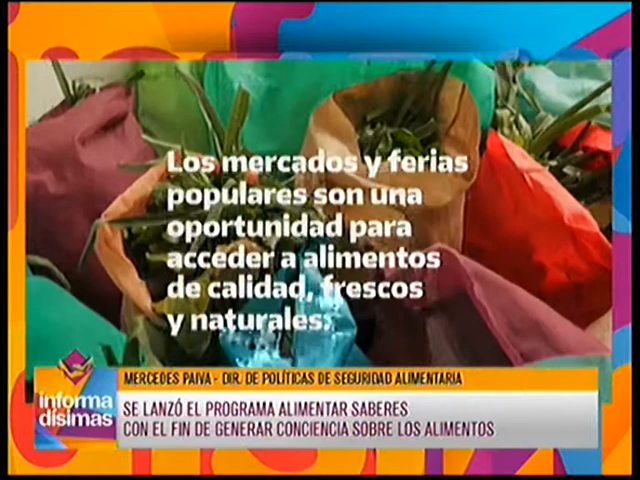 Los mercados y ferias
populares son una
oportunidad para
acceder a alimentos
de calidad, frescos
y naturales.
MERCEDES PAIVA - DIR. DE POLÍTICAS DE SEGURIDAD ALIMENTARIA
informa
dísimas
SE LANZÓ EL PROGRAMA ALIMENTAR SABERES
CON EL FIN DE GENERAR CONCIENCIA SOBRE LOS ALIMENTOS